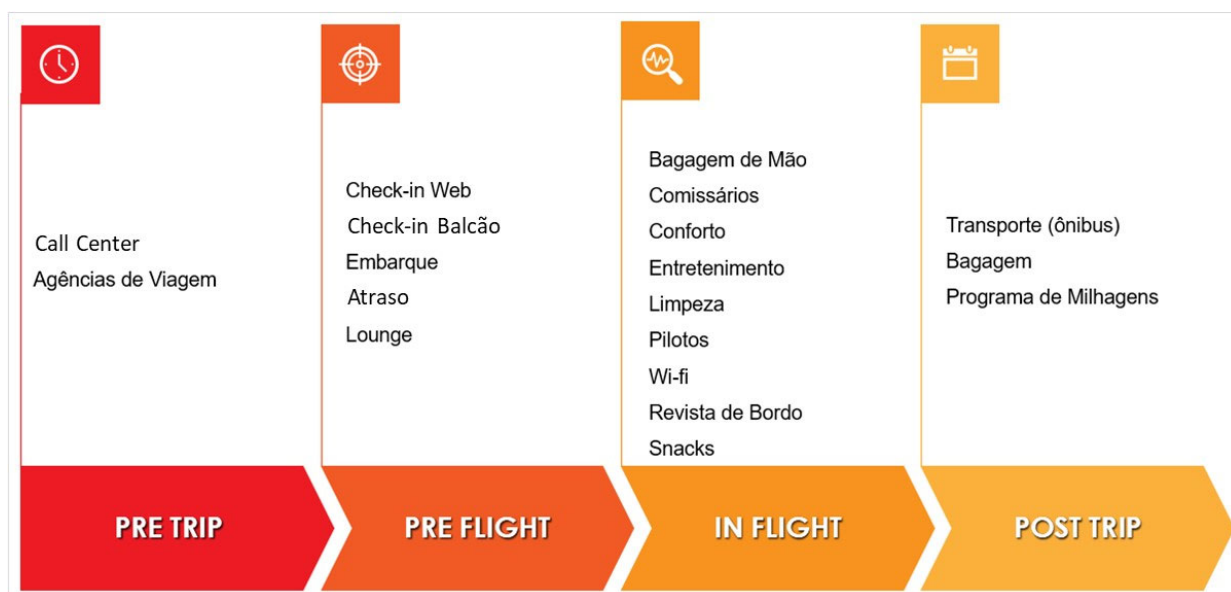 Call Center
Agências de Viagem
Check-in Web
Check-in Balcão
Embarque
Atraso
Lounge
Bagagem de Mão
Comissários
Conforto
Entretenimento
Limpeza
Pilotos
Wi-fi
Revista de Bordo
Snacks
Transporte (ônibus)
Bagagem
Programa de Milhagens
PRE TRIP
PRE FLIGHT
IN FLIGHT
POST TRIP